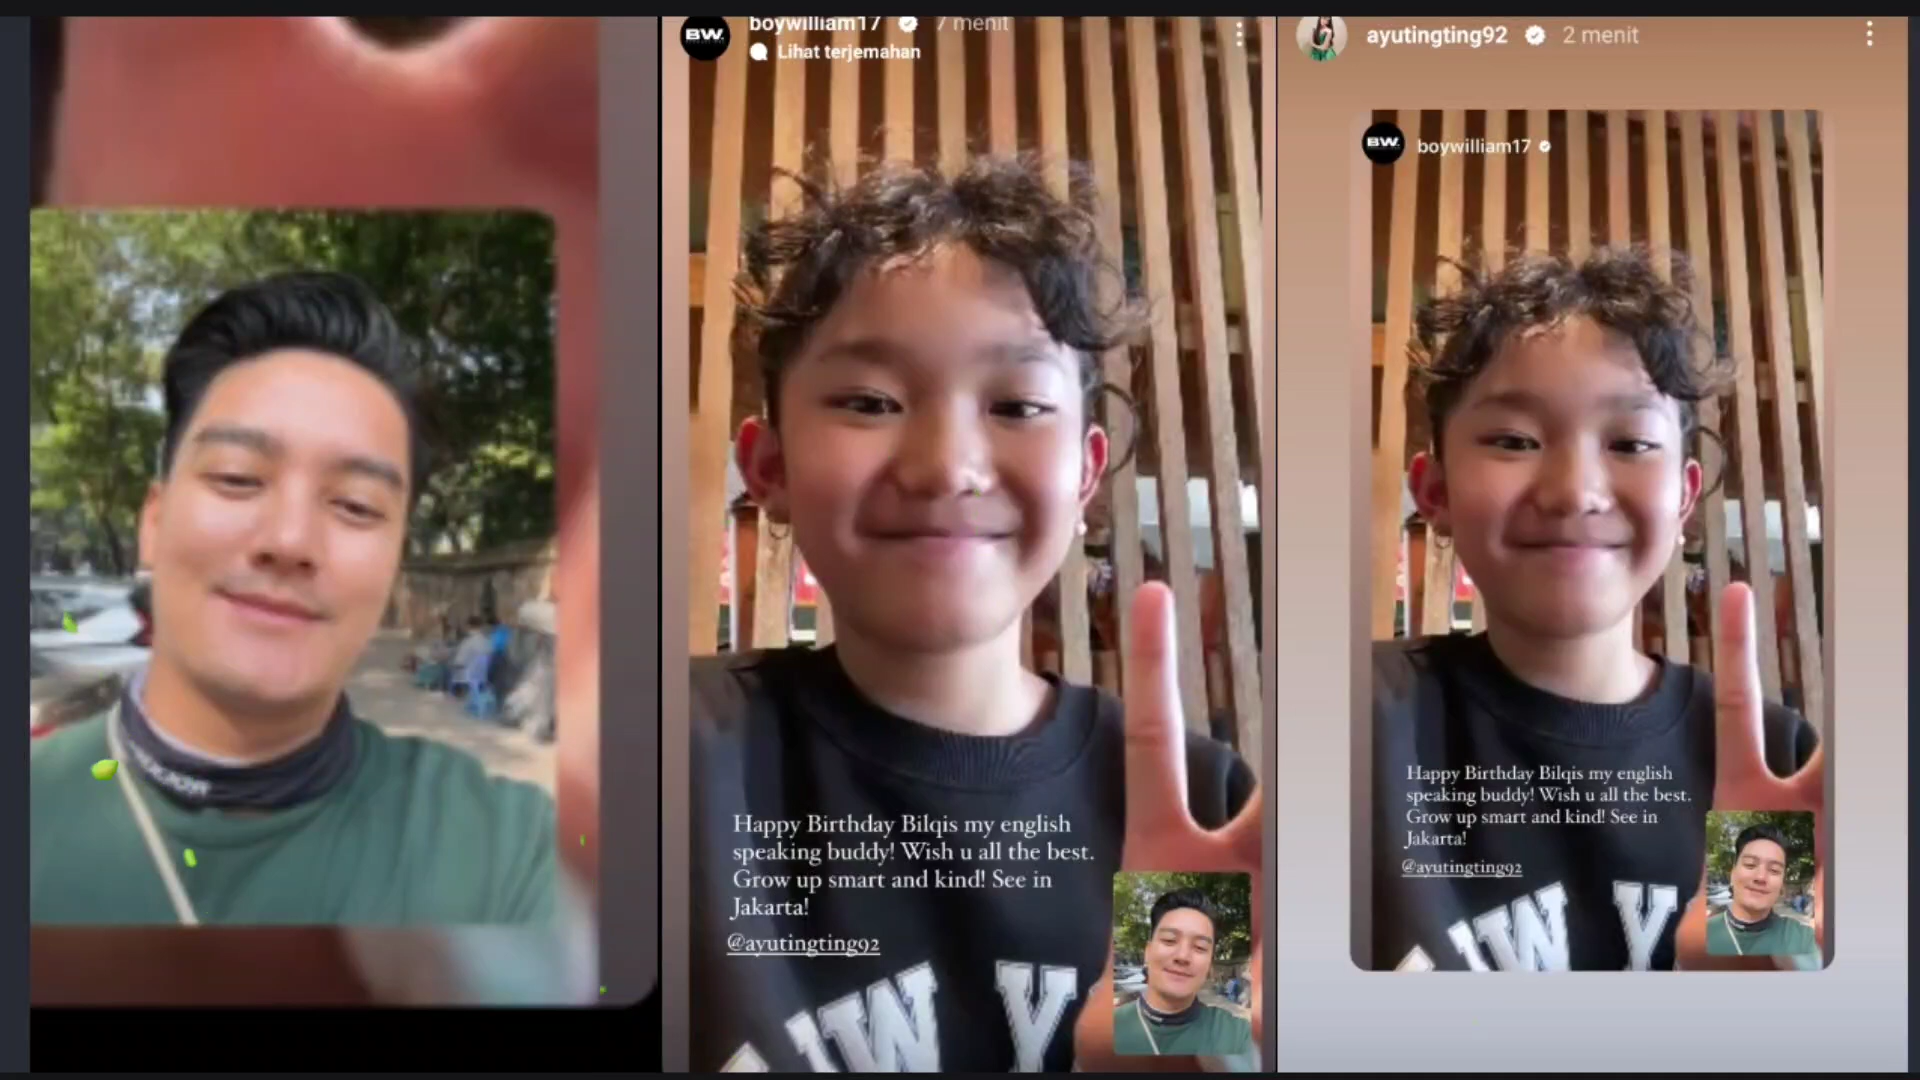 BW.
boywilliam17 7 menit
Lihat terjemahan
Happy Birthday Bilqis my english
speaking buddy! Wish u all the best.
Grow up smart and kind! See in
Jakarta!
@ayutingting92
ayutingting92 2 menit
BW.
boywilliam17
Happy Birthday Bilqis my english
speaking buddy! Wish u all the best.
Grow up smart and kind! See in
Jakarta!
@ayutingting92